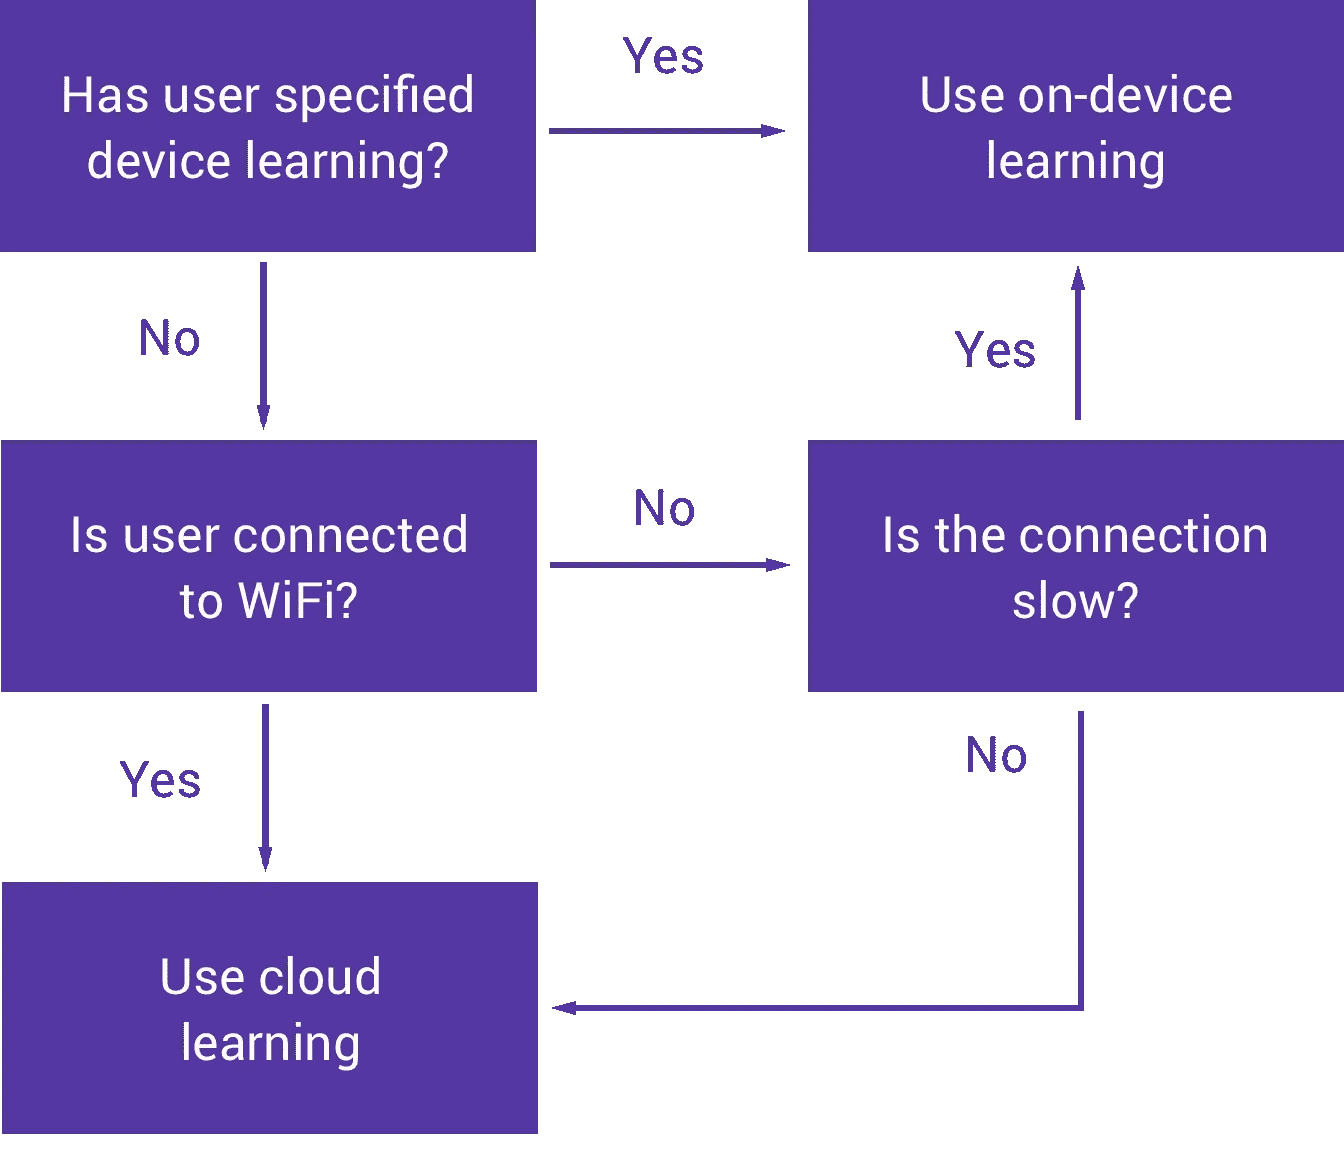 Has user specified
device learning?
Yes
Use on-device
learning
No
Yes
Is user connected
to WiFi?
No
Is the connection
slow?
Yes
No
Use cloud
learning